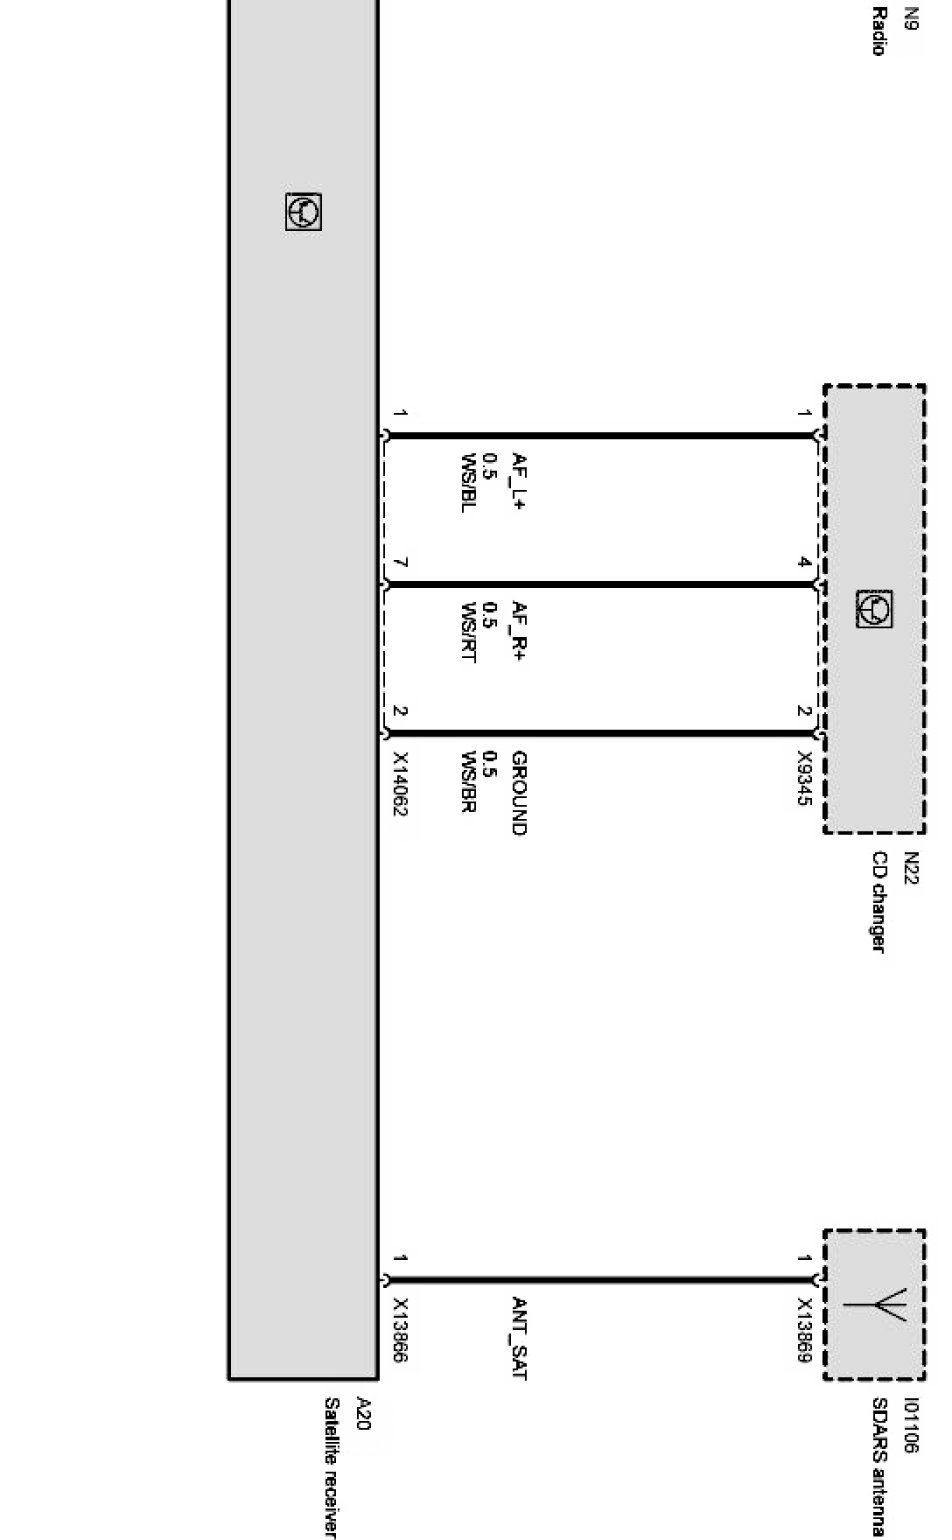 N9
Radio
N22
CD changer
I01106
SDARS antenna
1
4
2
X9345
1
X13869
AF_L+
0.5
WS/BL
AF_R+
0.5
WS/RT
GROUND
0.5
WS/BR
ANT_SAT
1
7
2
X14062
1
X13866
A20
Satellite receiver